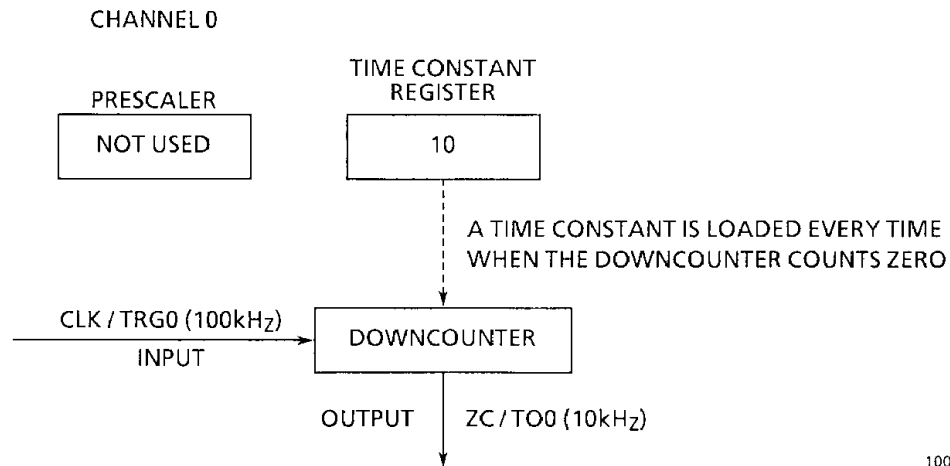 CHANNEL 0
PRESCALER
NOT USED
TIME CONSTANT
REGISTER
10
A TIME CONSTANT IS LOADED EVERY TIME
WHEN THE DOWNCOUNTER COUNTS ZERO
CLK / TRG0 (100kHz)
INPUT
DOWNCOUNTER
OUTPUT
ZC / TO0 (10kHz)
100